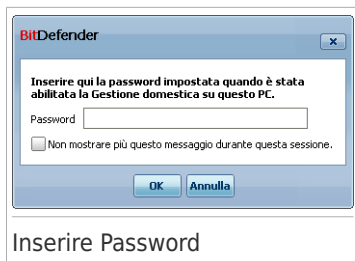 BitDefender
Inserire qui la password impostata quando è stata
abilitata la Gestione domestica su questo PC.
Password
Non mostrare più questo messaggio durante questa sessione.
OK Annulla
Inserire Password